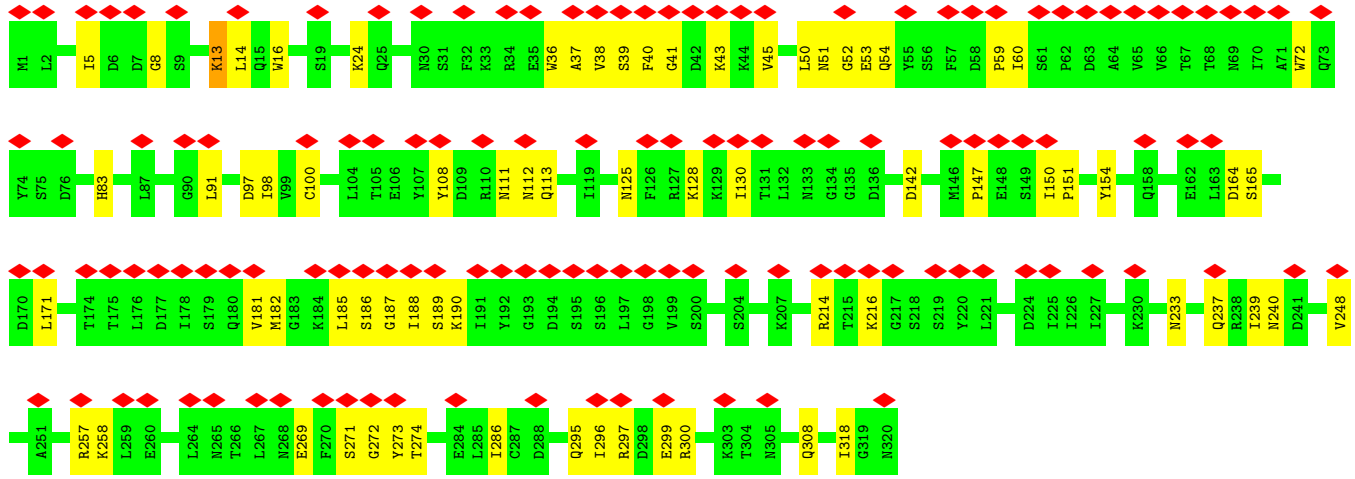 M1 L2 I5 D6 D7 G8 S9 K13 L14 Q15 W16 S19 K24 Q25 N30 S31 F32 K33 R34 E35 W36 A37 V38 S39 F40 G41 D42 K43 K44 V45 L50 N51 G52 E53 Q54 Y55 S56 F57 D58 P59 I60 S61 P62 D63 A64 V65 V66 T67 T68 N69 I70 A71 W72 Q73
Y74 S75 D76 H83 L87 G90 L91 D97 I98 V99 C100 L104 T105 E106 Y107 Y108 D109 R110 N111 N112 Q113 I119 N125 F126 R127 K128 K129 I130 T131 L132 N133 G134 G135 D136 D142 M146 P147 E148 S149 I150 P151 Y154 Q158 E162 L163 D164 S165
D170 L171 T174 T175 L176 D177 I178 S179 Q180 V181 M182 G183 K184 L185 S186 G187 I188 S189 K190 I191 Y192 G193 D194 S195 S196 L197 G198 V199 S200 S204 K207 R214 T215 K216 G217 S218 S219 Y220 L221 D224 I225 I226 I227 K230 N233 Q237 R238 I239 N240 D241 V248
A251 R257 K258 L259 E260 L264 N265 T266 L267 N268 E269 F270 S271 G272 Y273 T274 E284 L285 I286 C287 D288 Q295 I296 R297 D298 E299 R300 K303 T304 N305 Q308 I318 G319 N320